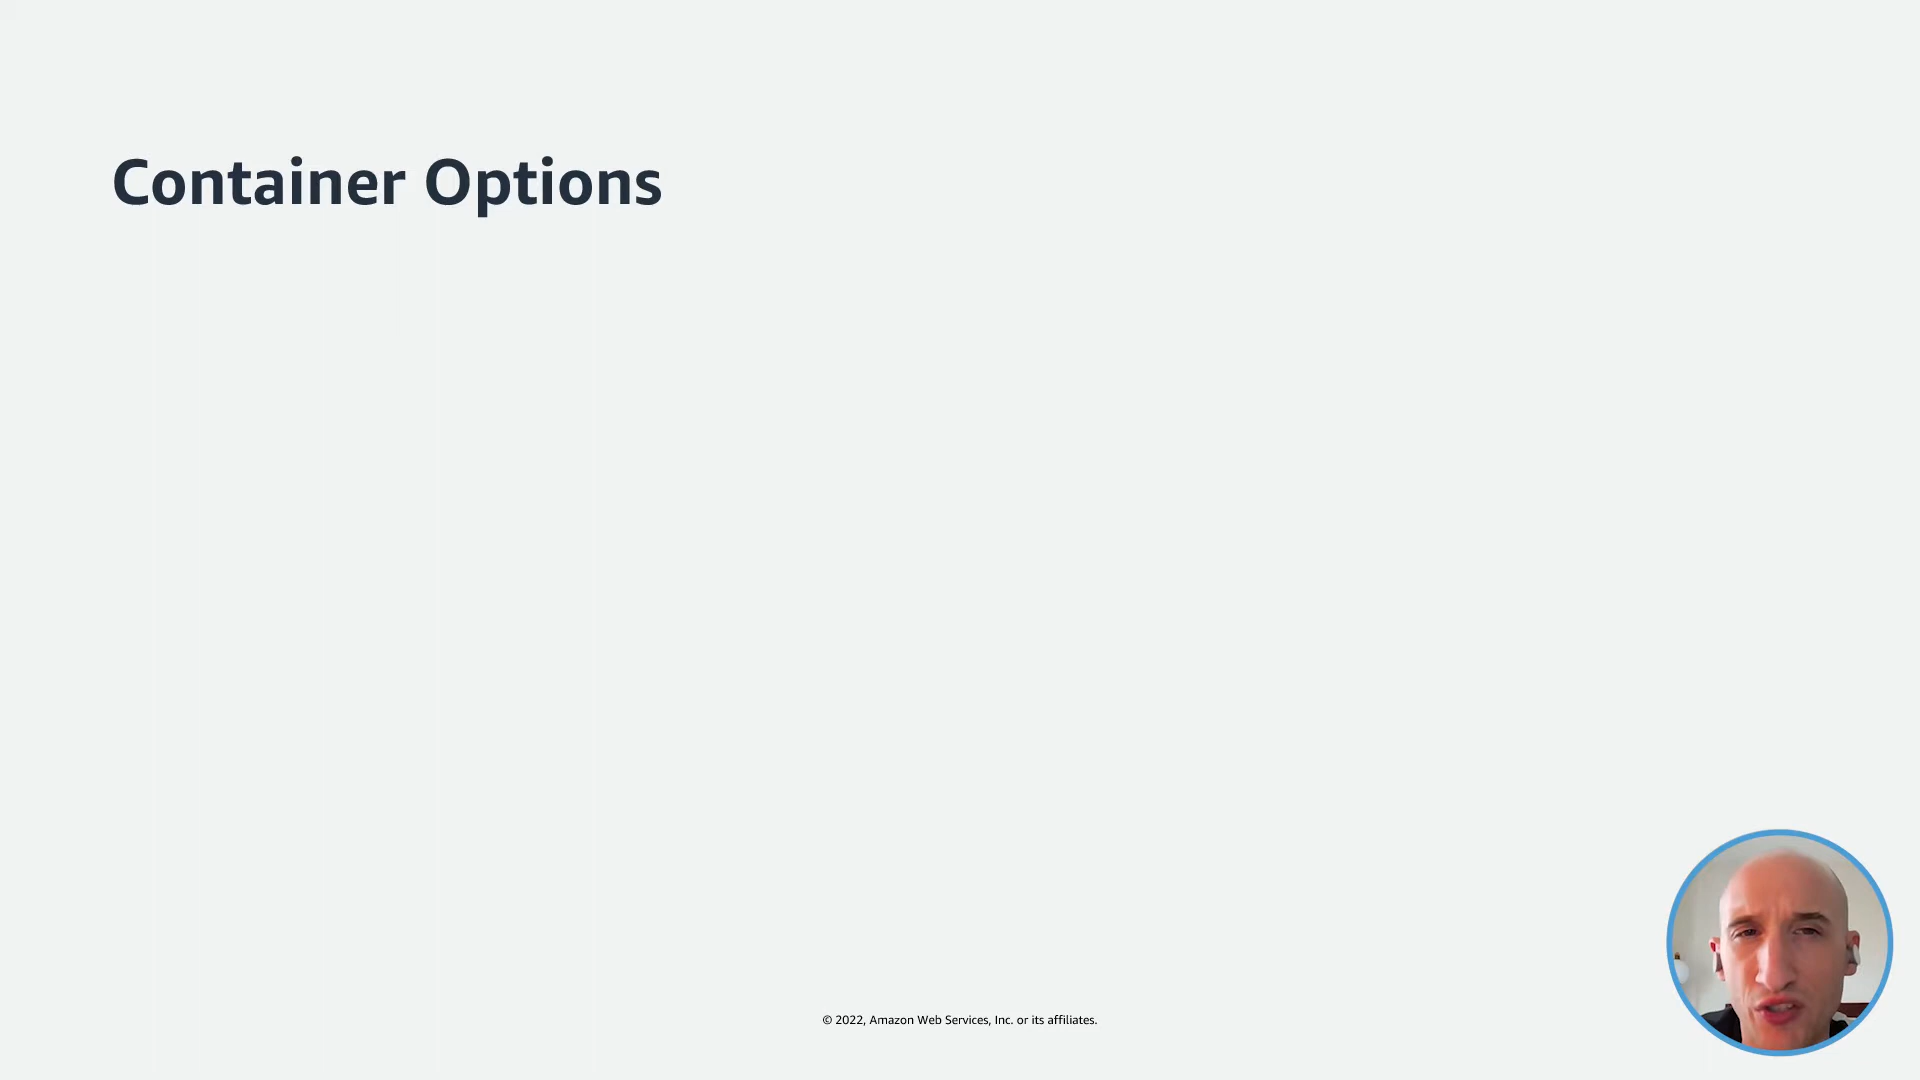 Container Options
© 2022, Amazon Web Services, Inc. or its affiliates.